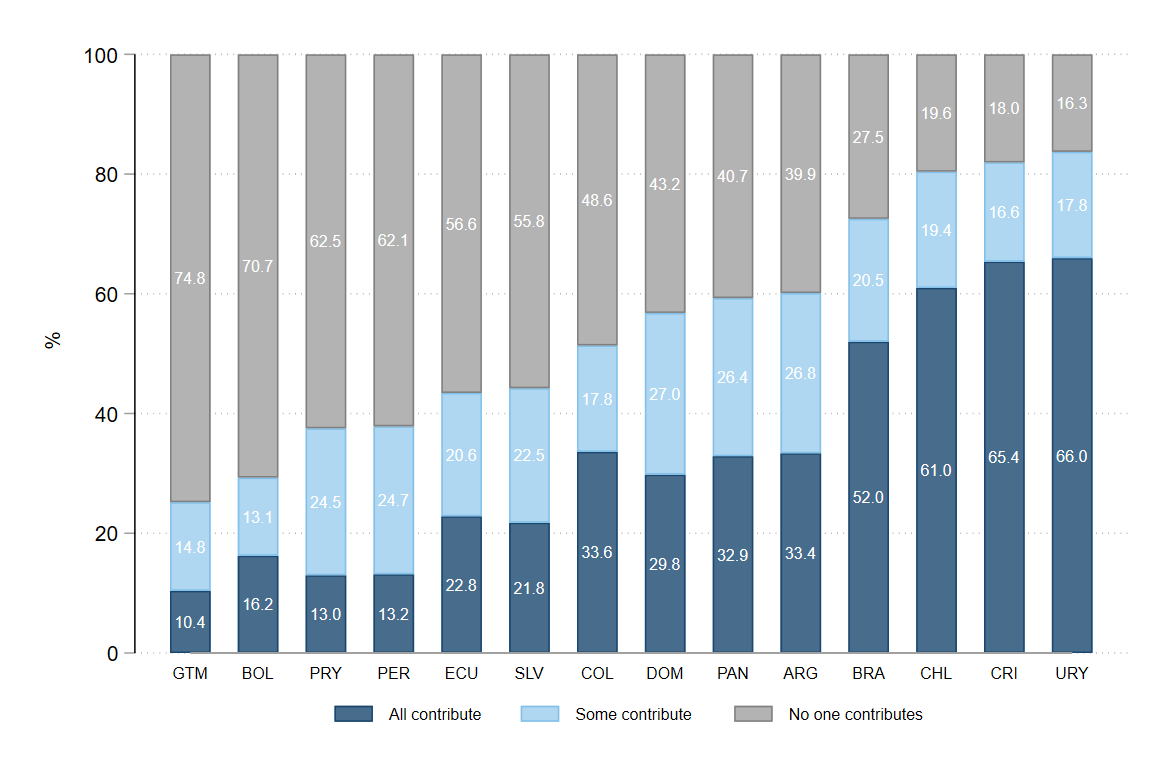 100
80
60
40
20
0
%
74.8 70.7 62.5 62.1 56.6 55.8 48.6 43.2 40.7 39.9 27.5 19.6 18.0 16.3
14.8 13.1 24.5 24.7 20.6 22.5 17.8 27.0 26.4 26.8 20.5 19.4 16.6 17.8
10.4 16.2 13.0 13.2 22.8 21.8 33.6 29.8 32.9 33.4 52.0 61.0 65.4 66.0
GTM BOL PRY PER ECU SLV COL DOM PAN ARG BRA CHL CRI URY
All contribute Some contribute No one contributes